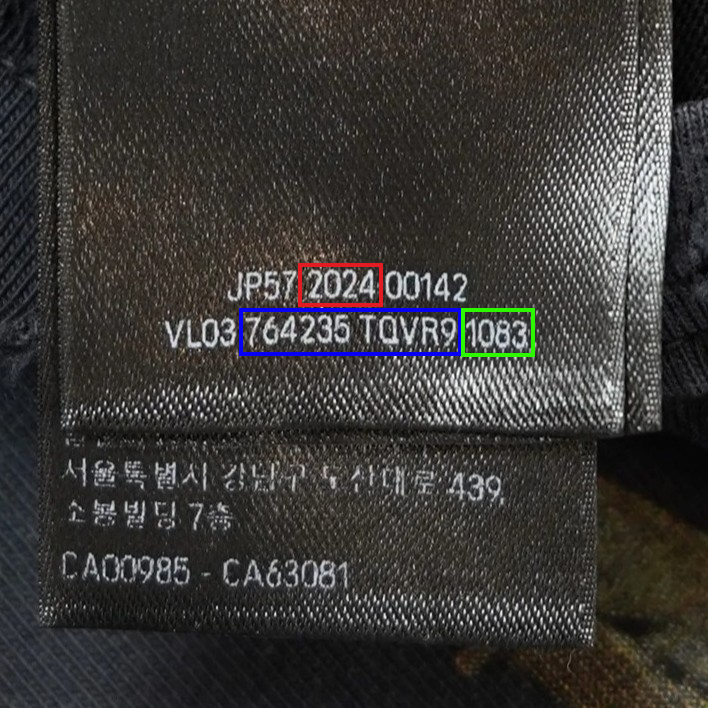 JP57 2024 00142
VL03 764235 TQVR9 1083
서울특별시 강남구 도산대로 439,
소봉빌딩 7층
CA00985 - CA63081